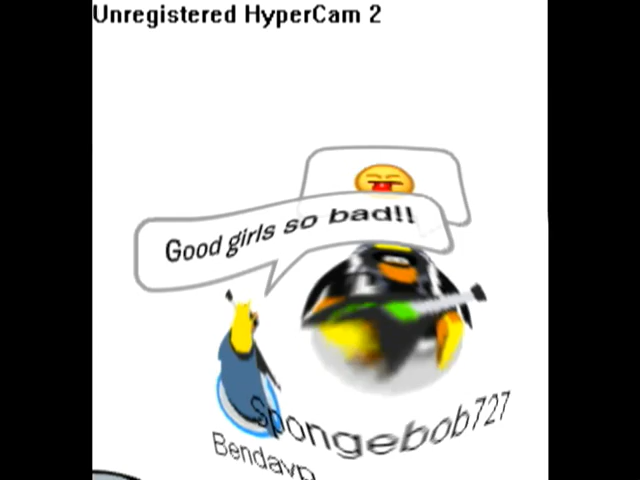 Unregistered HyperCam 2
Good girls so bad!!
Spongebob727
Bendavp